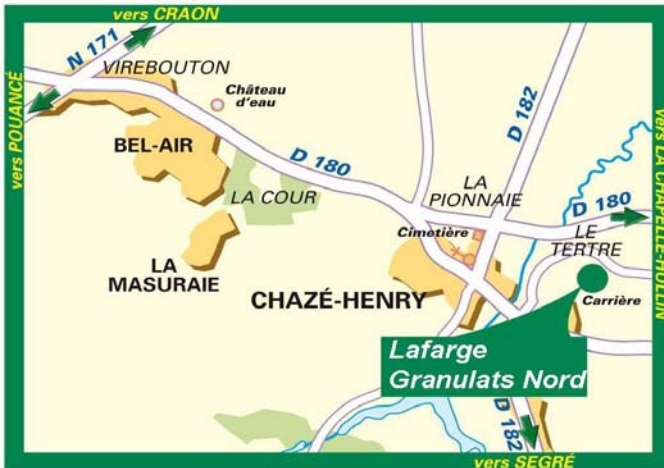 vers CRAON
N 171
VIREBOUTON
vers POUANCÉ
Château
d'eau
BEL-AIR
D 180
D 182
LA COUR
LA
PIONNAIE
D 180
vers LA CHAPELLE-HULLIN
Cimetière
LE
TERTRE
LA
MASURAIE
CHAZÉ-HENRY
Carrière
Lafarge
Granulats Nord
D 182
vers SEGRÉ